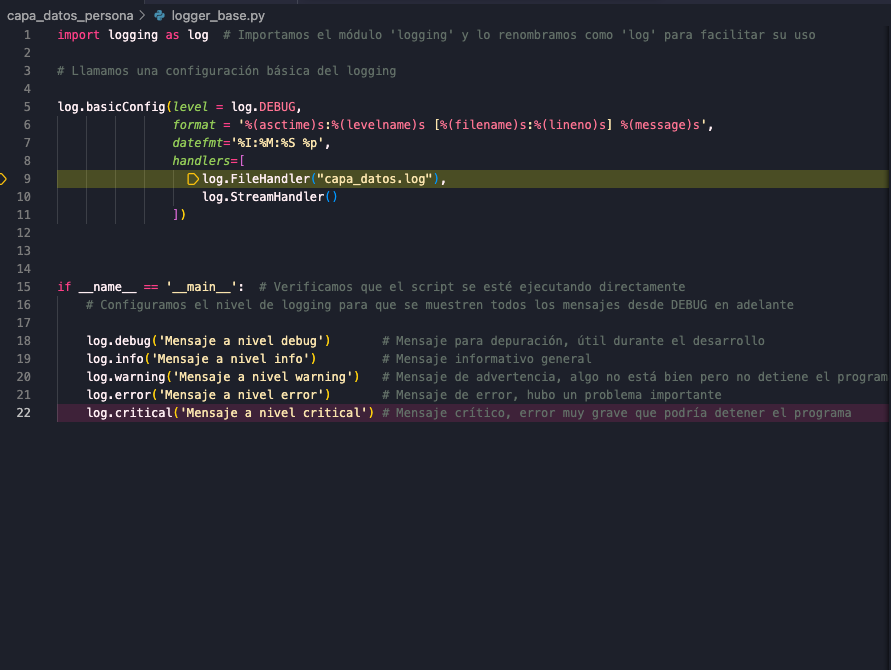 capa_datos_persona > logger_base.py
1 import logging as log  # Importamos el módulo 'logging' y lo renombramos como 'log' para facilitar su uso
2
3 # Llamamos una configuración básica del logging
4
5 log.basicConfig(level = log.DEBUG,
6                 format = '%(asctime)s:%(levelname)s [%(filename)s:%(lineno)s] %(message)s',
7                 datefmt='%I:%M:%S %p',
8                 handlers=[
9                     log.FileHandler("capa_datos.log"),
10                     log.StreamHandler()
11                 ])
12
13
14
15 if __name__ == '__main__':  # Verificamos que el script se esté ejecutando directamente
16     # Configuramos el nivel de logging para que se muestren todos los mensajes desde DEBUG en adelante
17
18     log.debug('Mensaje a nivel debug')       # Mensaje para depuración, útil durante el desarrollo
19     log.info('Mensaje a nivel info')         # Mensaje informativo general
20     log.warning('Mensaje a nivel warning')   # Mensaje de advertencia, algo no está bien pero no detiene el program
21     log.error('Mensaje a nivel error')       # Mensaje de error, hubo un problema importante
22     log.critical('Mensaje a nivel critical') # Mensaje crítico, error muy grave que podría detener el programa